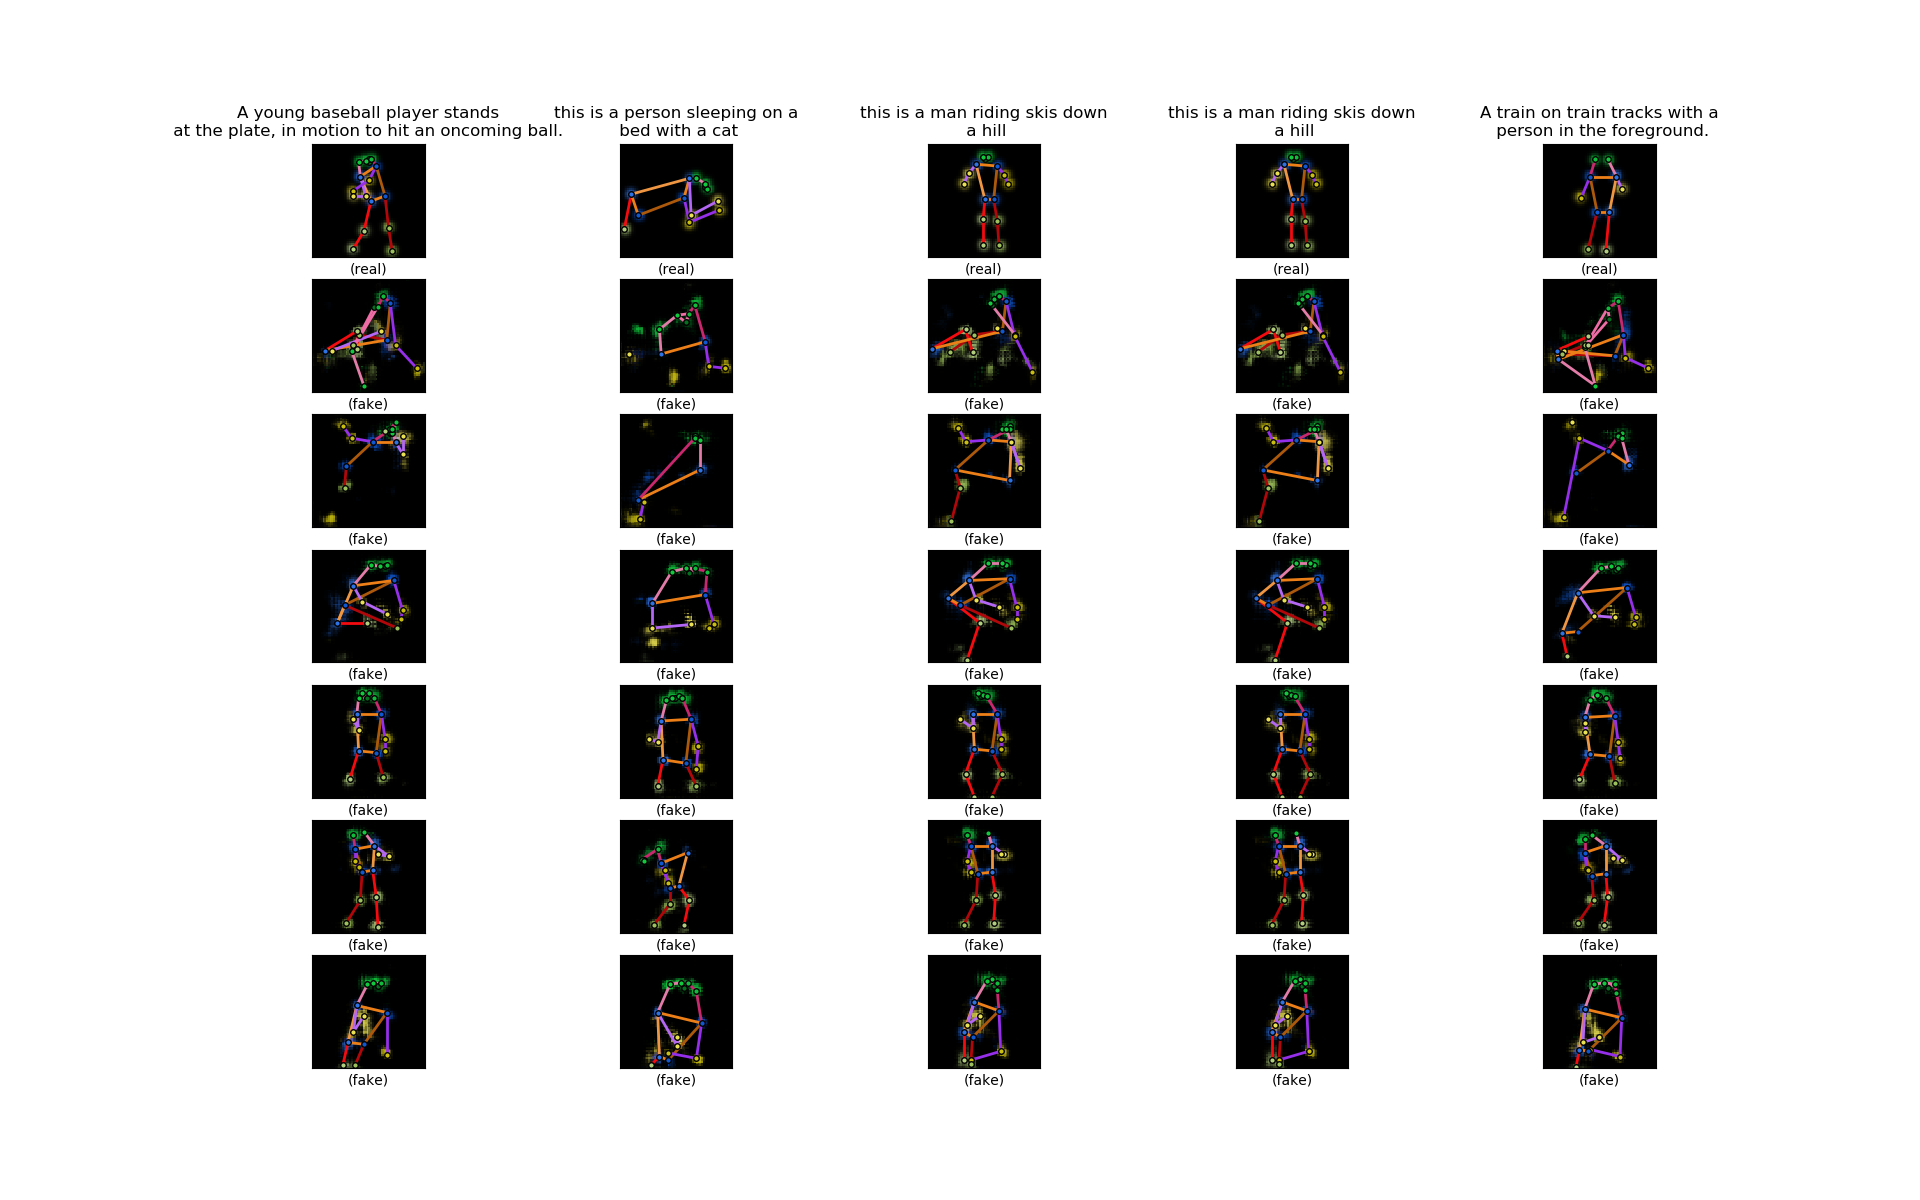 A young baseball player stands
at the plate, in motion to hit an oncoming ball.
this is a person sleeping on a
bed with a cat
this is a man riding skis down
a hill
this is a man riding skis down
a hill
A train on train tracks with a
person in the foreground.
(real) (real) (real) (real) (real)
(fake) (fake) (fake) (fake) (fake)
(fake) (fake) (fake) (fake) (fake)
(fake) (fake) (fake) (fake) (fake)
(fake) (fake) (fake) (fake) (fake)
(fake) (fake) (fake) (fake) (fake)
(fake) (fake) (fake) (fake) (fake)